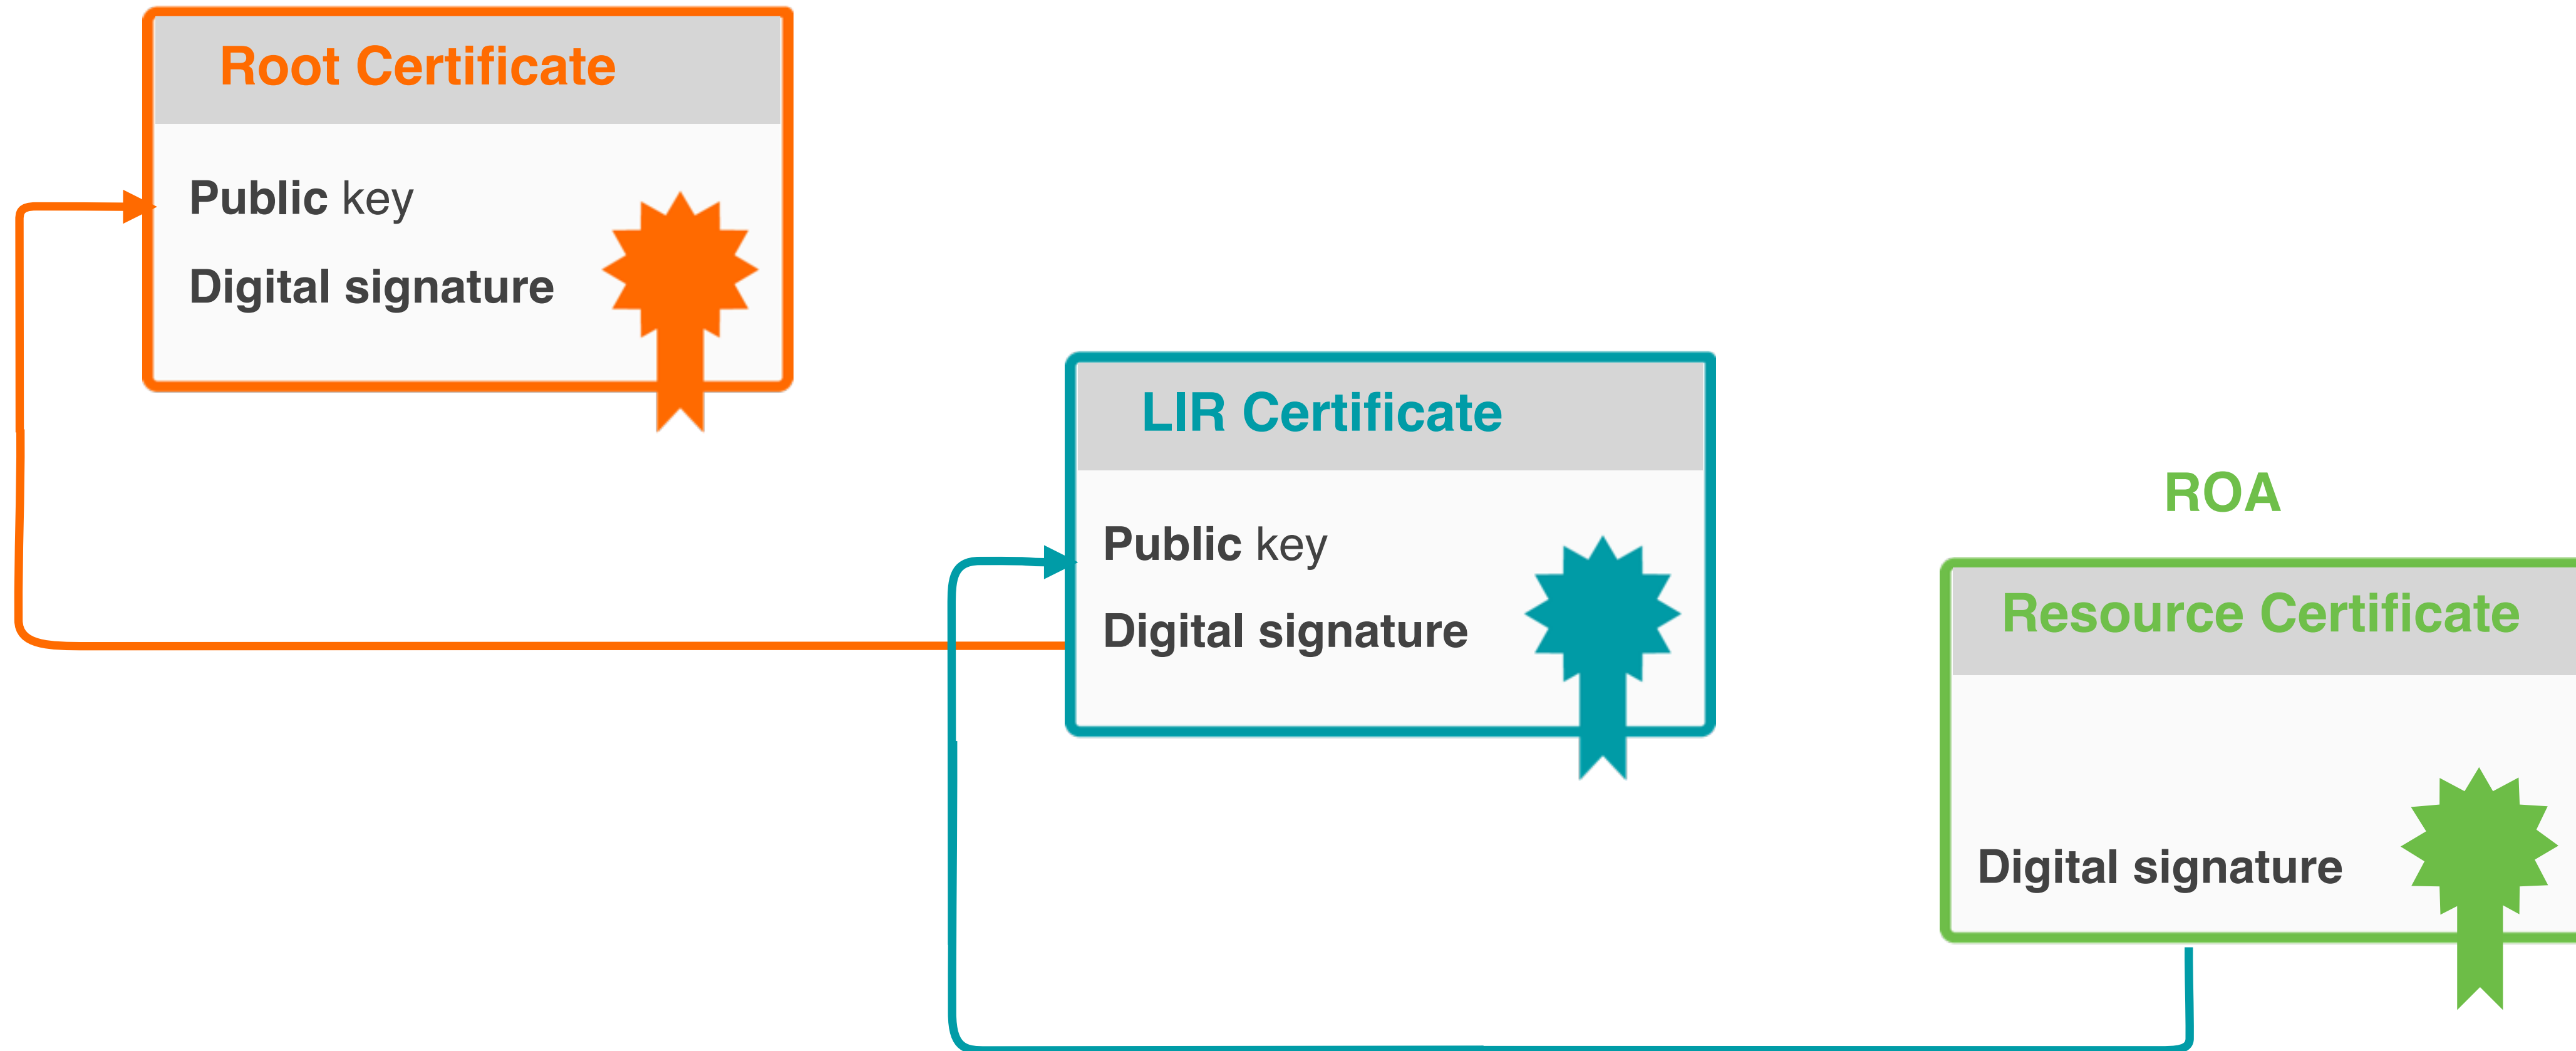 Root Certificate
Public key
Digital signature
LIR Certificate
Public key
Digital signature
ROA
Resource Certificate
Digital signature